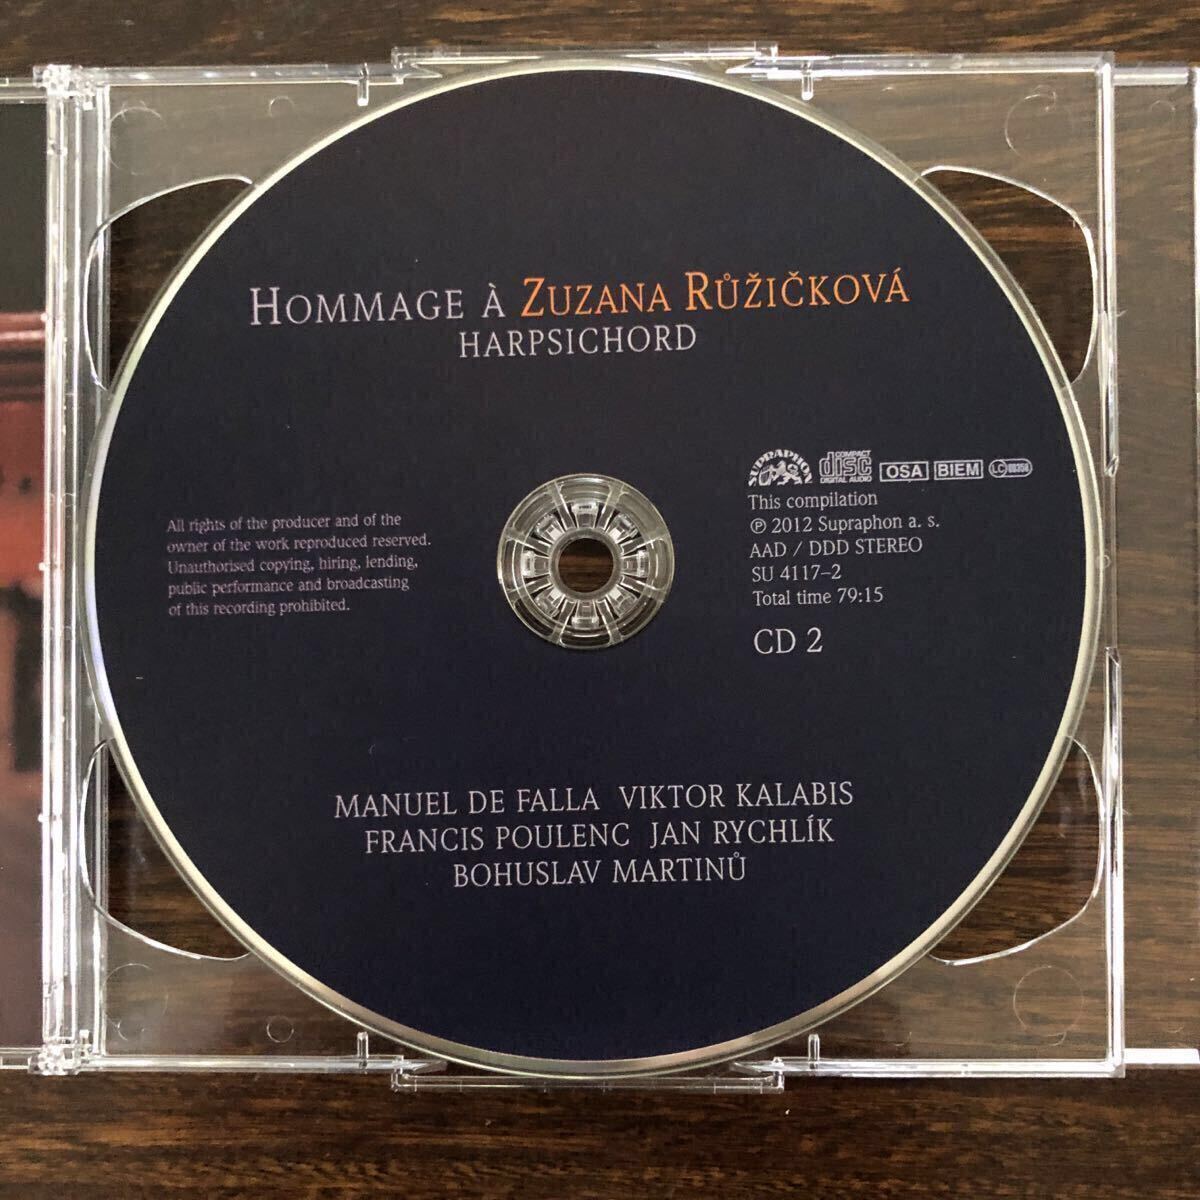 HOMMAGE À ZUZANA RŮŽIČKOVÁ
HARPSICHORD
All rights of the producer and of the
owner of the work reproduced reserved.
Unauthorised copying, hiring, lending,
public performance and broadcasting
of this recording prohibited.
SUPRAPHON COMPACT disc DIGITAL AUDIO OSA BIEM LC 00358
This compilation
℗ 2012 Supraphon a. s.
AAD / DDD STEREO
SU 4117–2
Total time 79:15
CD 2
MANUEL DE FALLA VIKTOR KALABIS
FRANCIS POULENC JAN RYCHLÍK
BOHUSLAV MARTINŮ